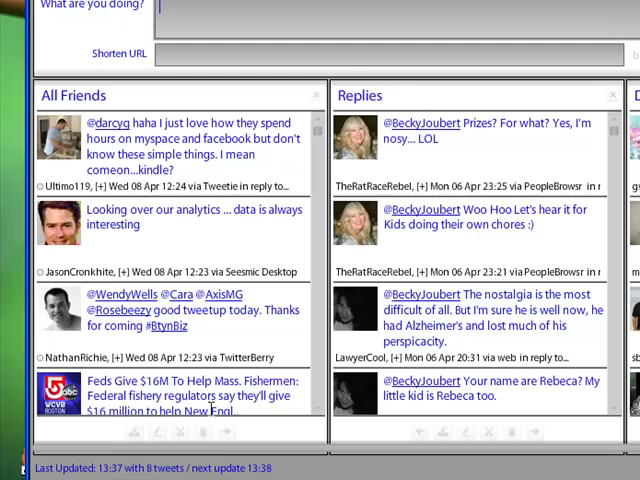 What are you doing?
Shorten URL
All Friends
@darcyg haha I just love how they spend
hours on myspace and facebook but don't
know these simple things. I mean
comeon...kindle?
Ultimo119, [+] Wed 08 Apr 12:24 via Tweetie in reply to...
Looking over our analytics ... data is always
interesting
JasonCronkhite, [+] Wed 08 Apr 12:23 via Seesmic Desktop
@WendyWells @Cara @AxisMG
@Rosebeezy good tweetup today. Thanks
for coming #BtynBiz
NathanRichie, [+] Wed 08 Apr 12:23 via TwitterBerry
5 abc
WCVB
BOSTON
Feds Give $16M To Help Mass. Fishermen:
Federal fishery regulators say they'll give
$16 million to help New Engl..
Replies
@BeckyJoubert Prizes? For what? Yes, I'm
nosy... LOL
TheRatRaceRebel, [+] Mon 06 Apr 23:25 via PeopleBrowsr in r
@BeckyJoubert Woo Hoo Let's hear it for
Kids doing their own chores :)
TheRatRaceRebel, [+] Mon 06 Apr 23:21 via PeopleBrowsr in r
@BeckyJoubert The nostalgia is the most
difficult of all. But I'm sure he is well now, he
had Alzheimer's and lost much of his
perspicacity.
LawyerCool, [+] Mon 06 Apr 20:31 via web in reply to...
@BeckyJoubert Your name are Rebeca? My
little kid is Rebeca too.
Last Updated: 13:37 with 8 tweets / next update 13:38